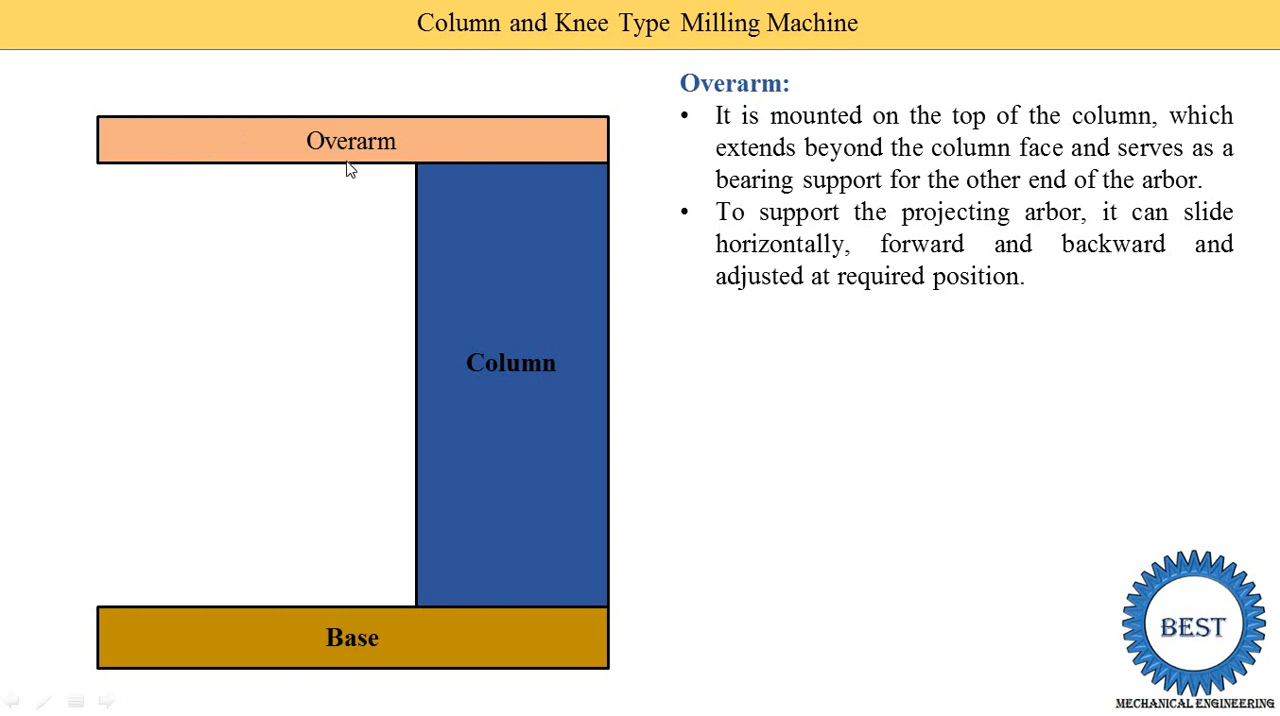 Column and Knee Type Milling Machine
Overarm:
• It is mounted on the top of the column, which
extends beyond the column face and serves as a
bearing support for the other end of the arbor.
• To support the projecting arbor, it can slide
horizontally, forward and backward and
adjusted at required position.
Overarm
Column
Base
BEST
MECHANICAL ENGINEERING